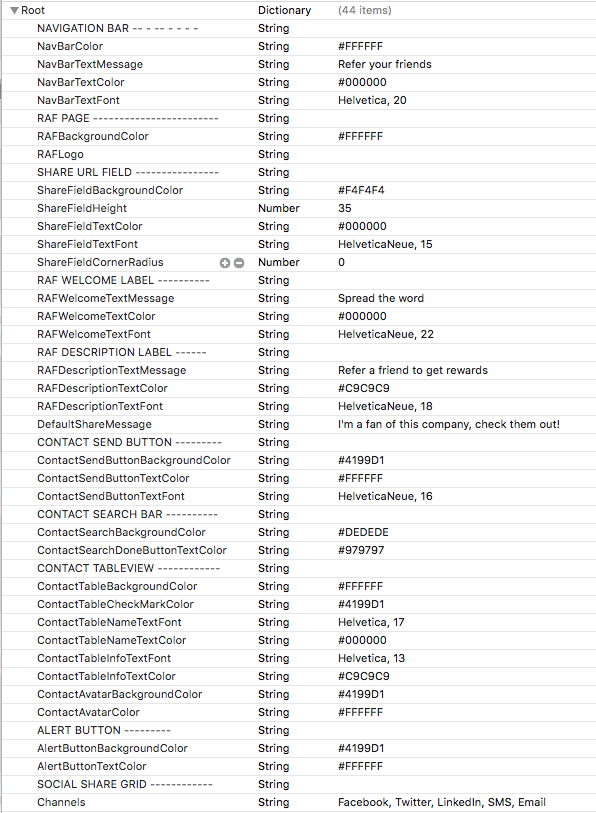 Root Dictionary (44 items)
NAVIGATION BAR -- - -- - - - - String
NavBarColor String #FFFFFF
NavBarTextMessage String Refer your friends
NavBarTextColor String #000000
NavBarTextFont String Helvetica, 20
RAF PAGE ------------------------ String
RAFBackgroundColor String #FFFFFF
RAFLogo String
SHARE URL FIELD ---------------- String
ShareFieldBackgroundColor String #F4F4F4
ShareFieldHeight Number 35
ShareFieldTextColor String #000000
ShareFieldTextFont String HelveticaNeue, 15
ShareFieldCornerRadius Number 0
RAF WELCOME LABEL ---------- String
RAFWelcomeTextMessage String Spread the word
RAFWelcomeTextColor String #000000
RAFWelcomeTextFont String HelveticaNeue, 22
RAF DESCRIPTION LABEL ------ String
RAFDescriptionTextMessage String Refer a friend to get rewards
RAFDescriptionTextColor String #C9C9C9
RAFDescriptionTextFont String HelveticaNeue, 18
DefaultShareMessage String I'm a fan of this company, check them out!
CONTACT SEND BUTTON --------- String
ContactSendButtonBackgroundColor String #4199D1
ContactSendButtonTextColor String #FFFFFF
ContactSendButtonTextFont String HelveticaNeue, 16
CONTACT SEARCH BAR ---------- String
ContactSearchBackgroundColor String #DEDEDE
ContactSearchDoneButtonTextColor String #979797
CONTACT TABLEVIEW ------------ String
ContactTableBackgroundColor String #FFFFFF
ContactTableCheckMarkColor String #4199D1
ContactTableNameTextFont String Helvetica, 17
ContactTableNameTextColor String #000000
ContactTableInfoTextFont String Helvetica, 13
ContactTableInfoTextColor String #C9C9C9
ContactAvatarBackgroundColor String #4199D1
ContactAvatarColor String #FFFFFF
ALERT BUTTON --------- String
AlertButtonBackgroundColor String #4199D1
AlertButtonTextColor String #FFFFFF
SOCIAL SHARE GRID ------------ String
Channels String Facebook, Twitter, LinkedIn, SMS, Email